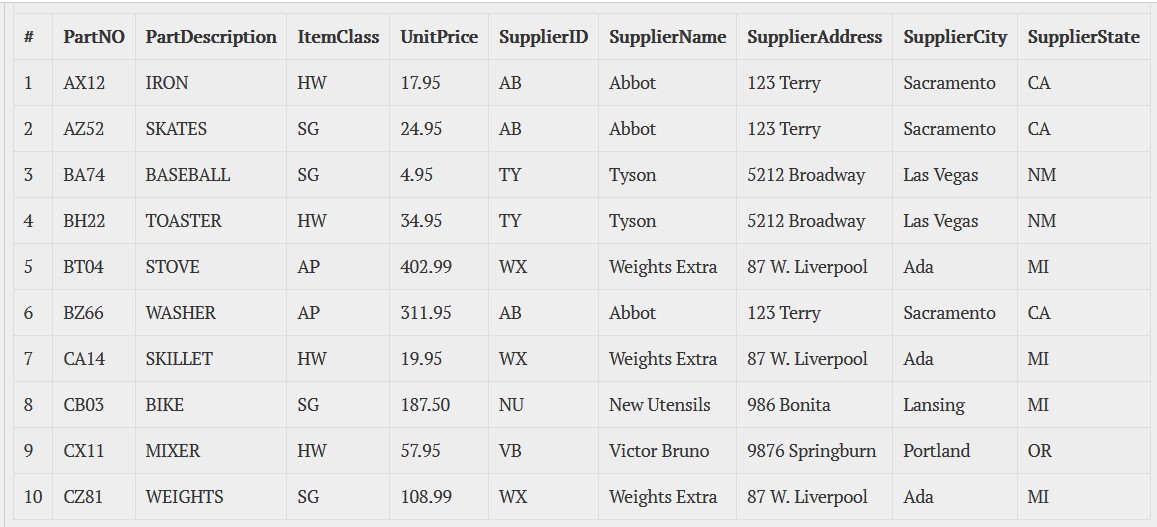 # PartNO PartDescription ItemClass UnitPrice SupplierID SupplierName SupplierAddress SupplierCity SupplierState
1 AX12 IRON HW 17.95 AB Abbot 123 Terry Sacramento CA
2 AZ52 SKATES SG 24.95 AB Abbot 123 Terry Sacramento CA
3 BA74 BASEBALL SG 4.95 TY Tyson 5212 Broadway Las Vegas NM
4 BH22 TOASTER HW 34.95 TY Tyson 5212 Broadway Las Vegas NM
5 BT04 STOVE AP 402.99 WX Weights Extra 87 W. Liverpool Ada MI
6 BZ66 WASHER AP 311.95 AB Abbot 123 Terry Sacramento CA
7 CA14 SKILLET HW 19.95 WX Weights Extra 87 W. Liverpool Ada MI
8 CB03 BIKE SG 187.50 NU New Utensils 986 Bonita Lansing MI
9 CX11 MIXER HW 57.95 VB Victor Bruno 9876 Springburn Portland OR
10 CZ81 WEIGHTS SG 108.99 WX Weights Extra 87 W. Liverpool Ada MI